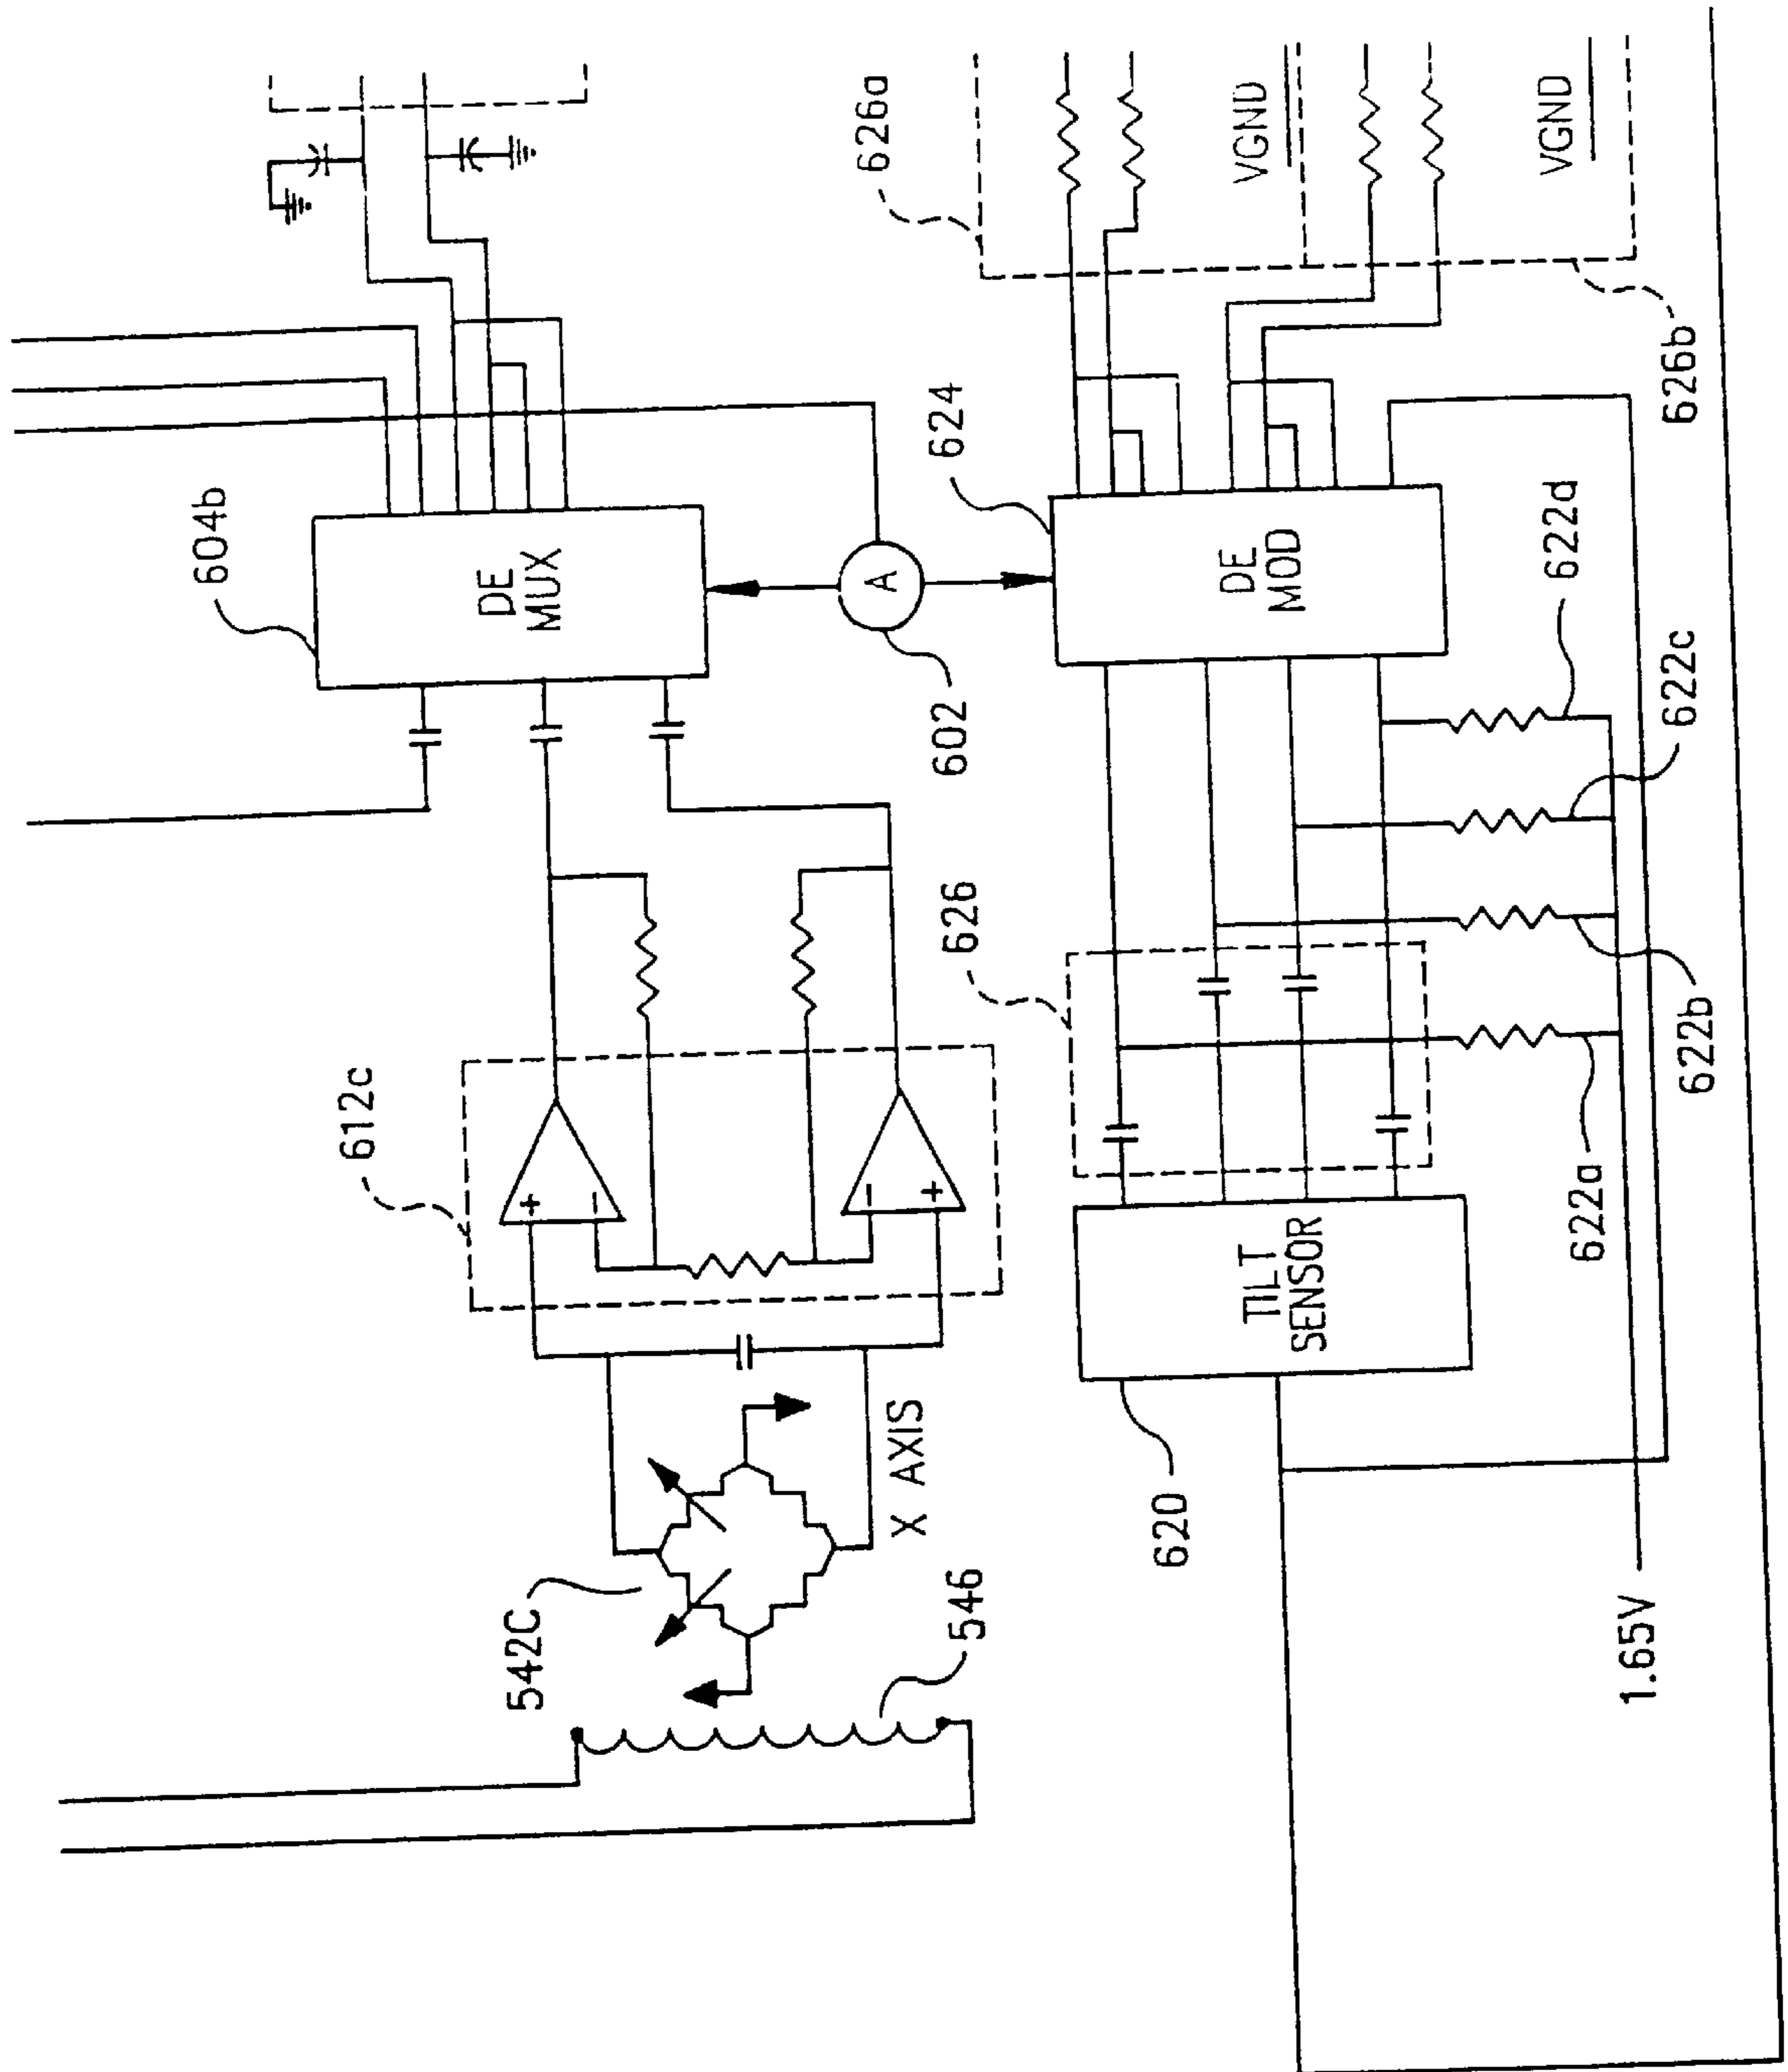 604b
DE
MUX
612c
+
−
−
+
542C
546
X AXIS
A
602
626a
VGND
VGND
626b
624
DE
MOD
626
TILT
SENSOR
620
622a
622b
622c
622d
1.65V